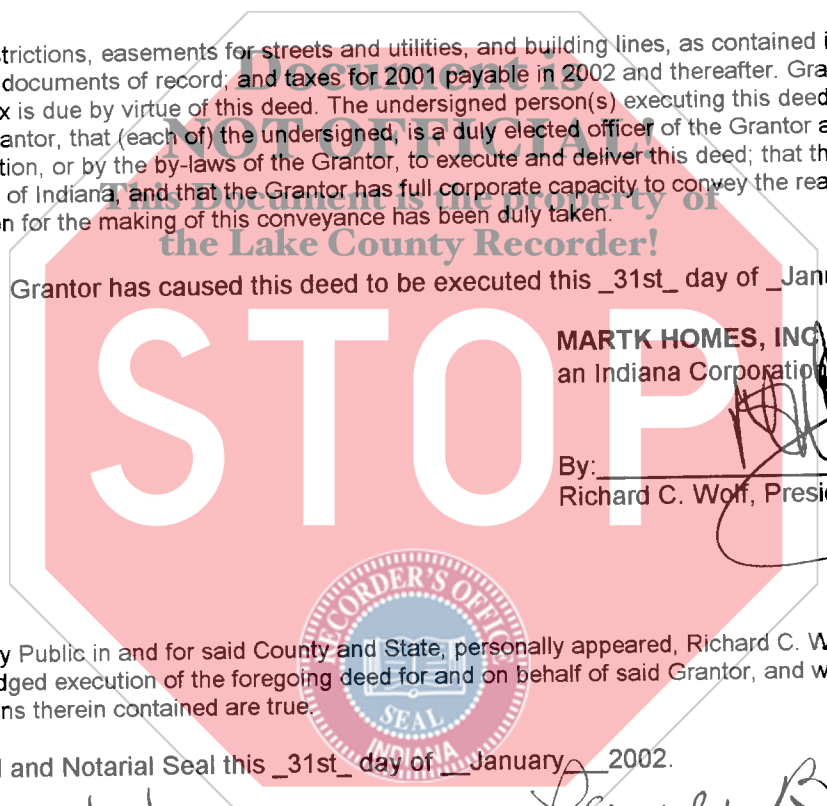 strictions, easements for streets and utilities, and building lines, as contained i
documents of record; and taxes for 2001 payable in 2002 and thereafter. Gra
x is due by virtue of this deed. The undersigned person(s) executing this deed
antor, that (each of) the undersigned, is a duly elected officer of the Grantor a
tion, or by the by-laws of the Grantor, to execute and deliver this deed; that th
of Indiana, and that the Grantor has full corporate capacity to convey the rea
n for the making of this conveyance has been duly taken.
Document is
NOT OFFICIAL!
This Document is the property of
the Lake County Recorder!
Grantor has caused this deed to be executed this _31st_ day of _Janu
STOP
MARTK HOMES, INC
an Indiana Corporation
By:
Richard C. Wolff, Presi
RECORDER'S OFFICE
SEAL
INDIANA
y Public in and for said County and State, personally appeared, Richard C. W
dged execution of the foregoing deed for and on behalf of said Grantor, and w
ns therein contained are true.
l and Notarial Seal this _31st_ day of __January___2002.